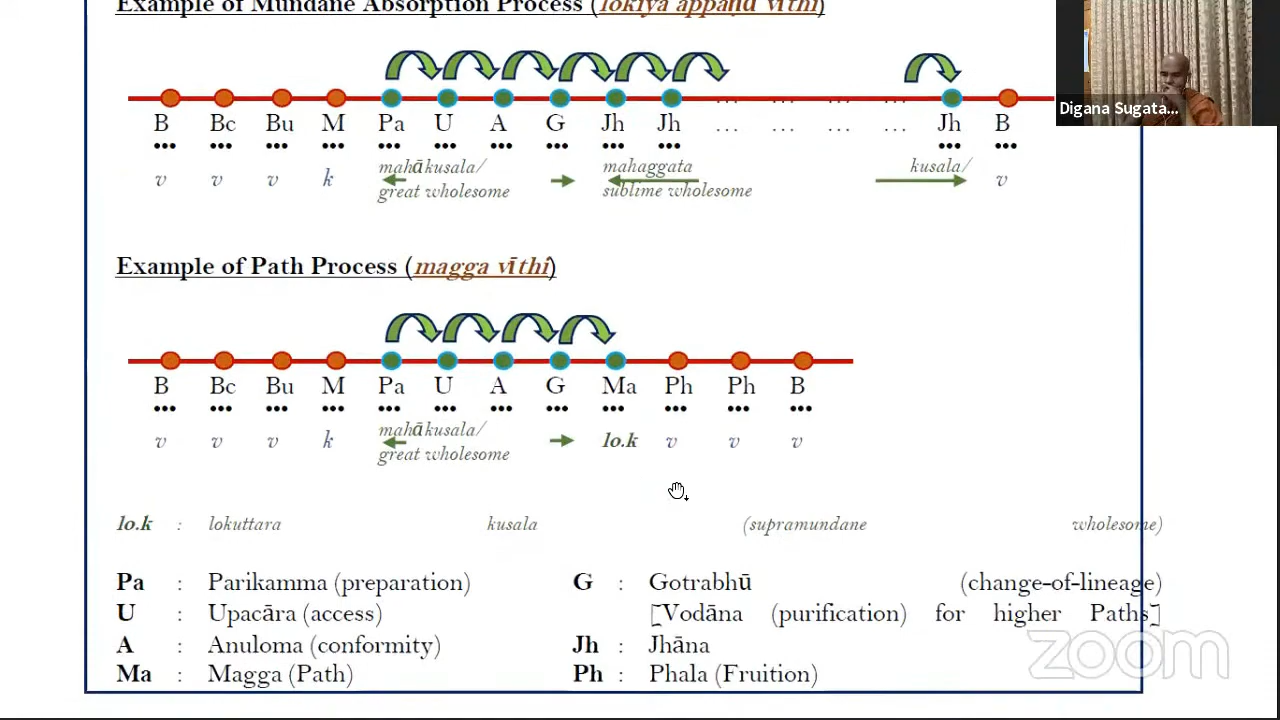 Example of Mundane Absorption Process (lokiya appanā vīthi)
Digana Sugata...
B Bc Bu M Pa U A G Jh Jh ... ... ... ... Jh B
v v v k mahākusala/ great wholesome mahaggata sublime wholesome kusala/ v
Example of Path Process (magga vīthi)
B Bc Bu M Pa U A G Ma Ph Ph B
v v v k mahākusala/ great wholesome lo.k v v v
lo.k : lokuttara kusala (supramundane wholesome)
Pa : Parikamma (preparation) G : Gotrabhū (change-of-lineage)
U : Upacāra (access) [Vodāna (purification) for higher Paths]
A : Anuloma (conformity) Jh : Jhāna
Ma : Magga (Path) Ph : Phala (Fruition)
zoom